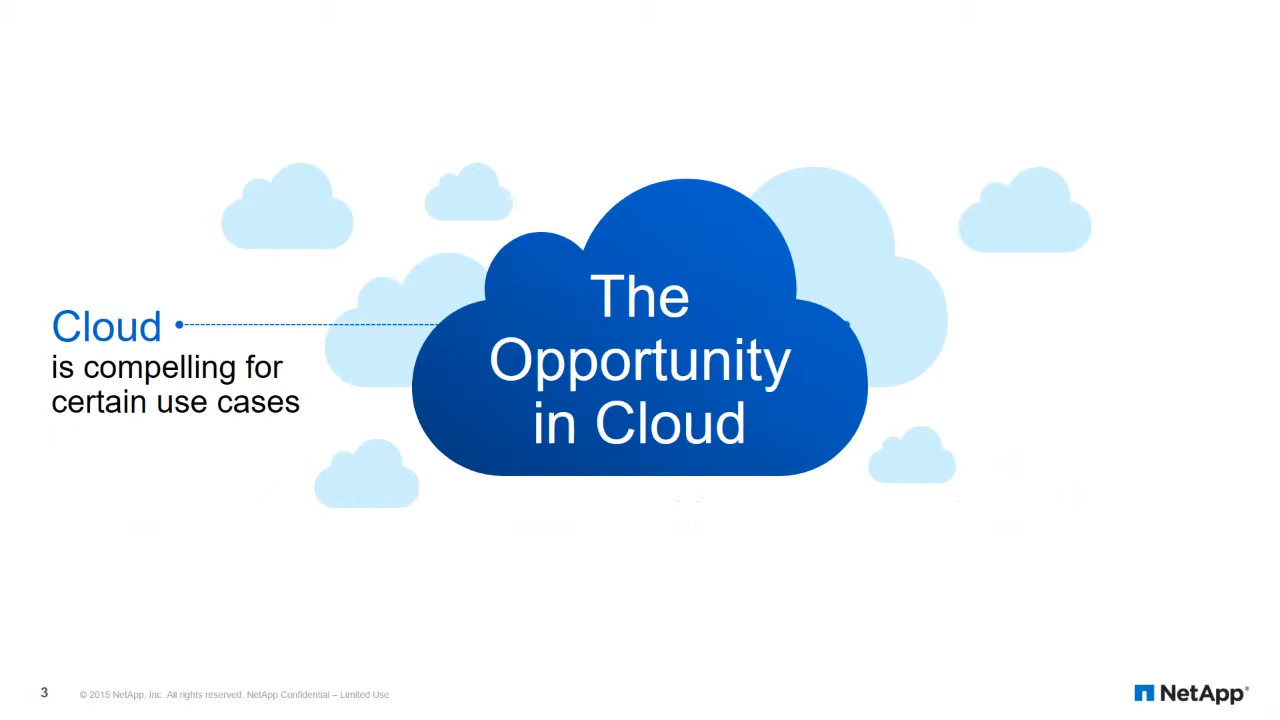 The
Opportunity
in Cloud
Cloud
is compelling for
certain use cases
3
© 2015 NetApp, Inc. All rights reserved. NetApp Confidential – Limited Use
NetApp®